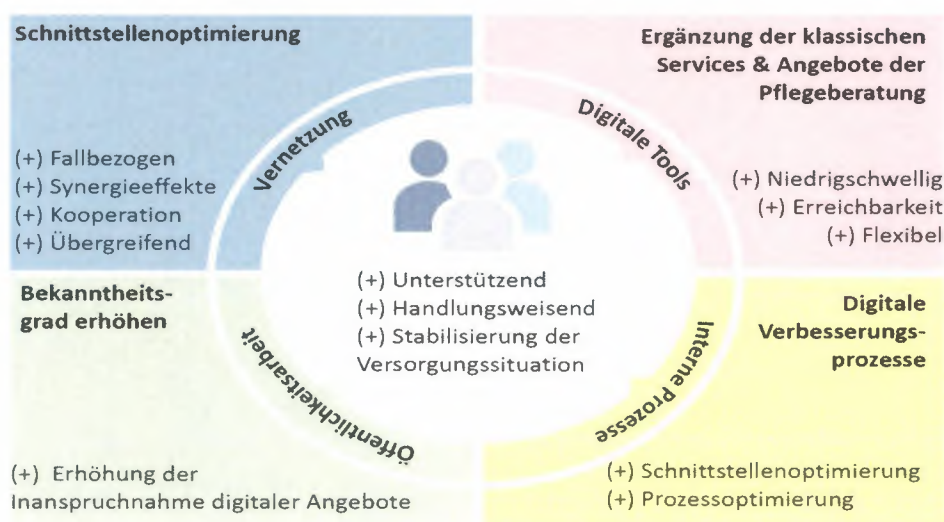 Schnittstellenoptimierung
(+) Fallbezogen
(+) Synergieeffekte
(+) Kooperation
(+) Übergreifend
Vernetzung
Ergänzung der klassischen
Services & Angebote der
Pflegeberatung
(+) Niedrigschwellig
(+) Erreichbarkeit
(+) Flexibel
Digitale Tools
(+) Unterstützend
(+) Handlungsweisend
(+) Stabilisierung der
Versorgungssituation
Bekanntheits-
grad erhöhen
Öffentlichkeitsarbeit
(+) Erhöhung der
Inanspruchnahme digitaler Angebote
Digitale
Verbesserungs-
prozesse
Interne Prozesse
(+) Schnittstellenoptimierung
(+) Prozessoptimierung